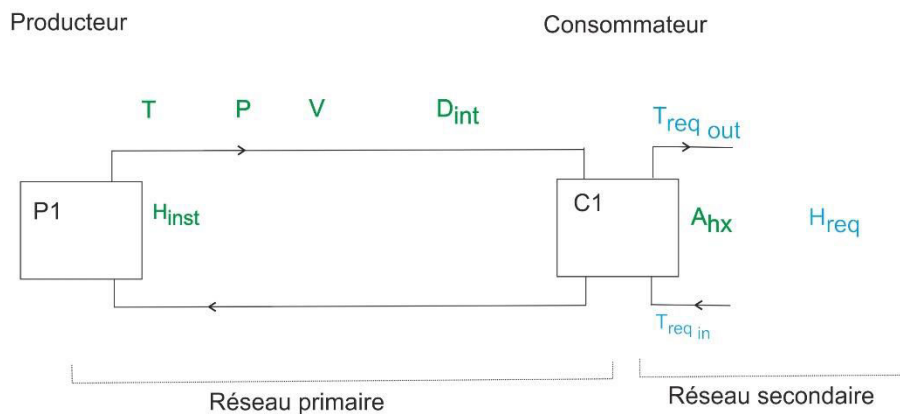 Producteur
Consommateur
T P V Dint
Treq out
P1
Hinst
C1
Ahx
Hreq
Treq in
Réseau primaire
Réseau secondaire